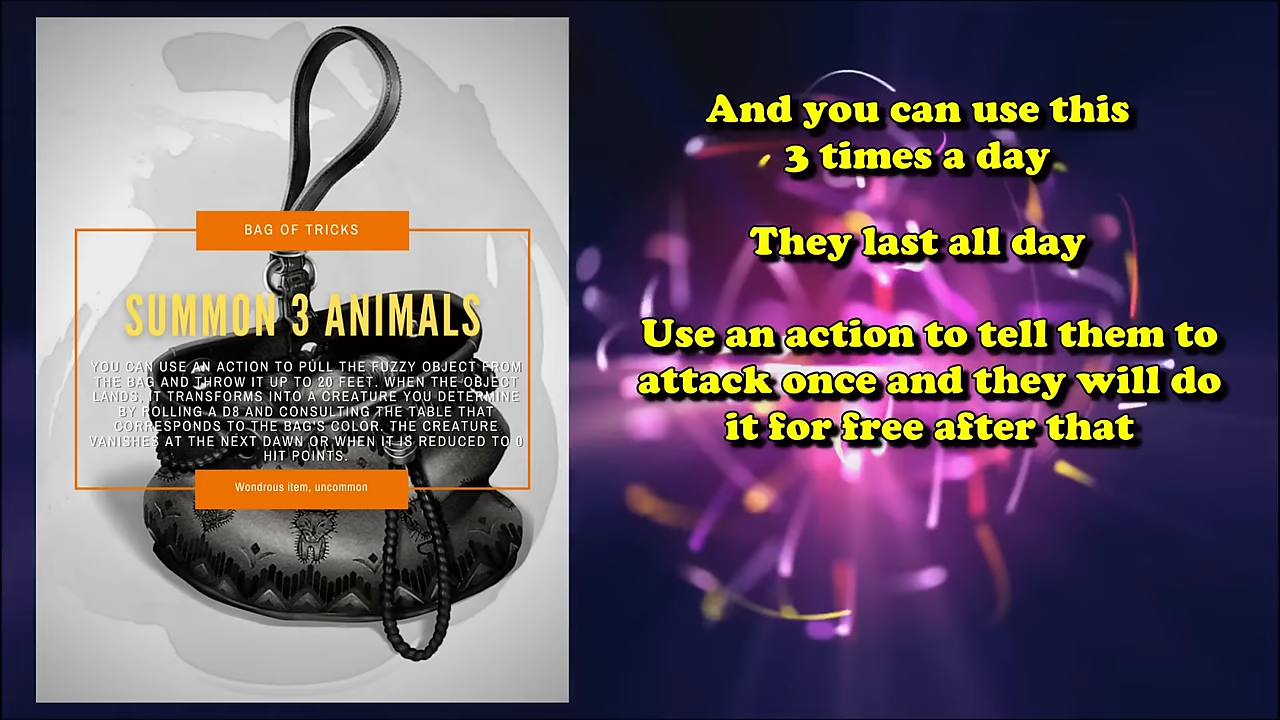 BAG OF TRICKS
SUMMON 3 ANIMALS
YOU CAN USE AN ACTION TO PULL THE FUZZY OBJECT FROM
THE BAG AND THROW IT UP TO 20 FEET. WHEN THE OBJECT
LANDS, IT TRANSFORMS INTO A CREATURE YOU DETERMINE
BY ROLLING A D8 AND CONSULTING THE TABLE THAT
CORRESPONDS TO THE BAG'S COLOR. THE CREATURE
VANISHES AT THE NEXT DAWN OR WHEN IT IS REDUCED TO 0
HIT POINTS.
Wondrous item, uncommon
And you can use this
3 times a day
They last all day
Use an action to tell them to
attack once and they will do
it for free after that